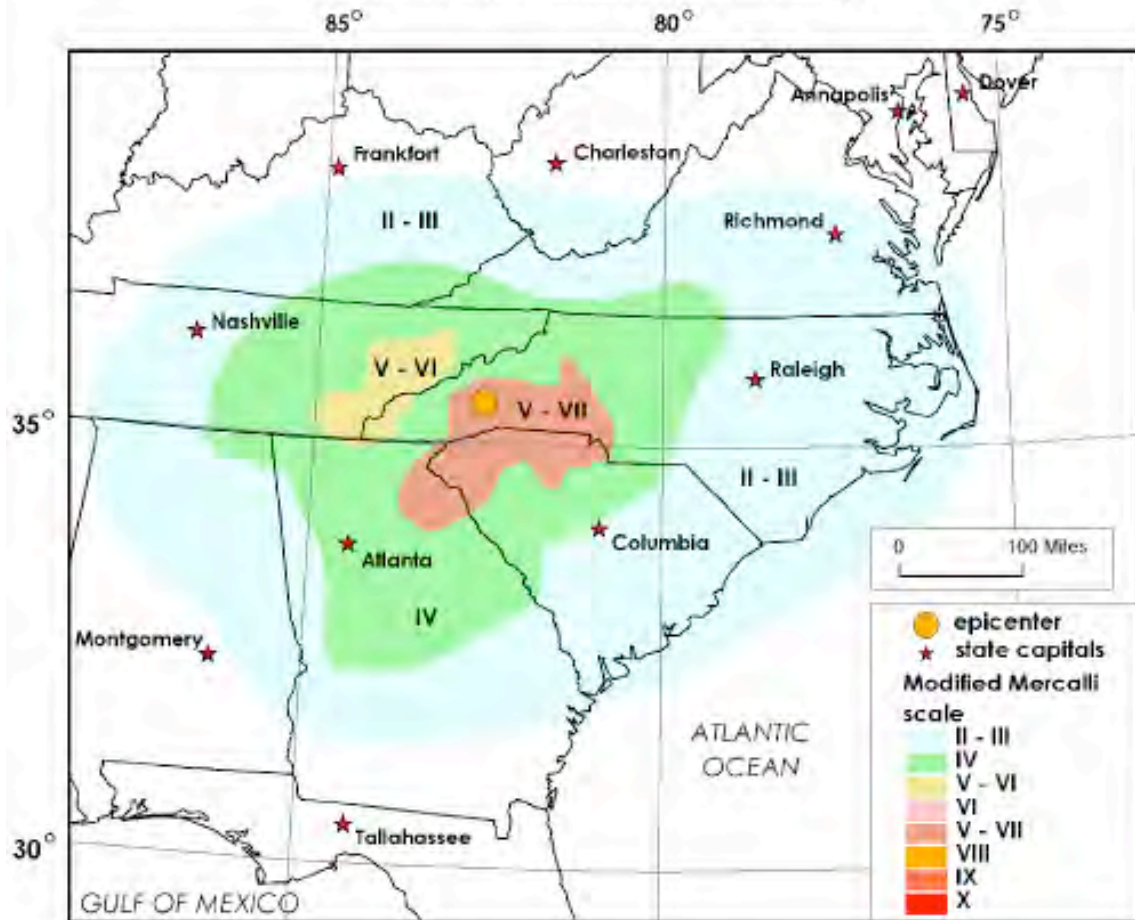 85° 80° 75°
Dover
Annapolis
Frankfort
Charleston
II - III
Richmond
Nashville
V - VI
Raleigh
V - VII
35°
II - III
Columbia
Atlanta
0 100 Miles
IV
epicenter
Montgomery
state capitals
Modified Mercalli
scale
II - III
ATLANTIC
OCEAN
IV
V - VI
VI
Tallahassee
V - VII
30°
VIII
IX
GULF OF MEXICO
X